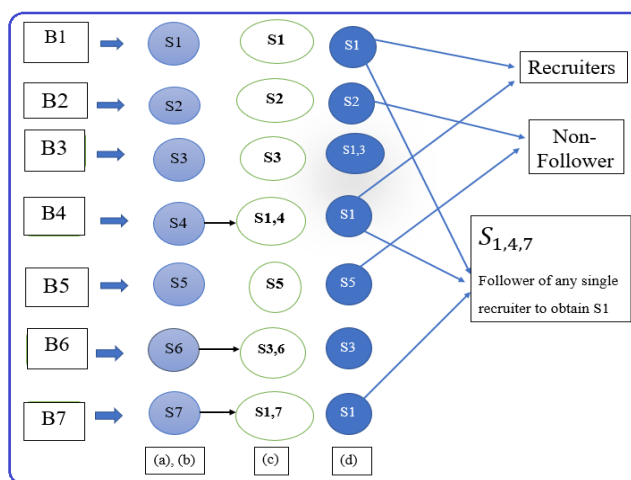 B1 S1 S1 S1
Recruiters
B2 S2 S2 S2
Non-
Follower
B3 S3 S3 S1,3
B4 S4 S1,4 S1
S1,4,7
Follower of any single
recruiter to obtain S1
B5 S5 S5 S5
B6 S6 S3,6 S3
B7 S7 S1,7 S1
(a), (b) (c) (d)